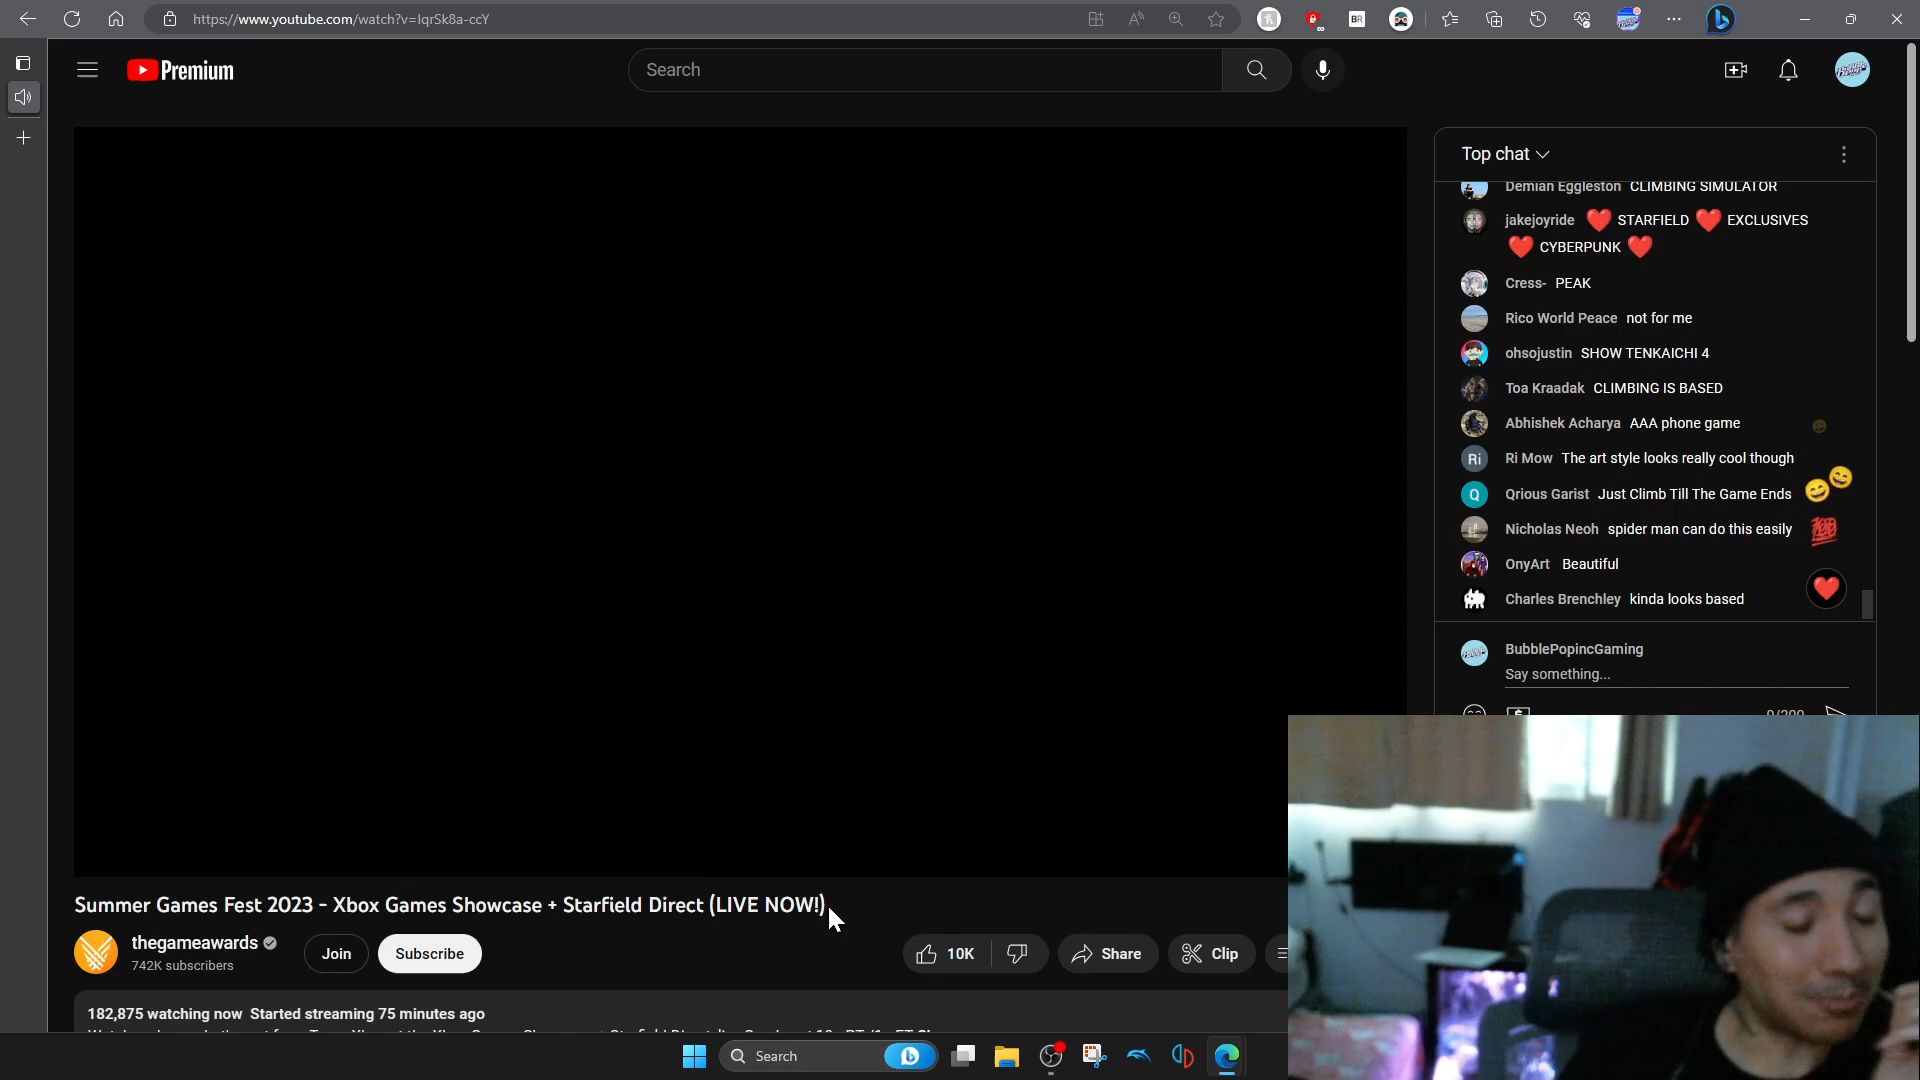 https://www.youtube.com/watch?v=IqrSk8a-ccY
BR
Premium
Search
Top chat
Demian Eggleston CLIMBING SIMULATOR
jakejoyride ❤️ STARFIELD ❤️ EXCLUSIVES
❤️ CYBERPUNK ❤️
Cress- PEAK
Rico World Peace not for me
ohsojustin SHOW TENKAICHI 4
Toa Kraadak CLIMBING IS BASED
Abhishek Acharya AAA phone game
Ri Ri Mow The art style looks really cool though
Q Qrious Garist Just Climb Till The Game Ends
Nicholas Neoh spider man can do this easily 💯
OnyArt Beautiful
Charles Brenchley kinda looks based
BubblePopincGaming
Say something...
0/200
Summer Games Fest 2023 - Xbox Games Showcase + Starfield Direct (LIVE NOW!)
thegameawards
742K subscribers
Join
Subscribe
10K
Share
Clip
182,875 watching now Started streaming 75 minutes ago
Search